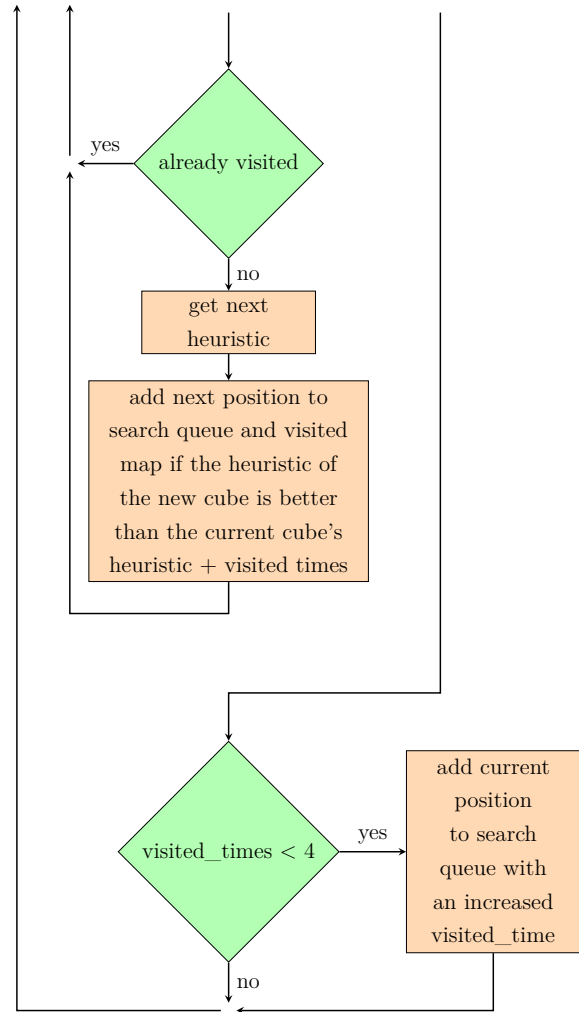 already visited
yes
no
get next
heuristic
add next position to
search queue and visited
map if the heuristic of
the new cube is better
than the current cube's
heuristic + visited times
visited_times < 4
yes
add current
position
to search
queue with
an increased
visited_time
no